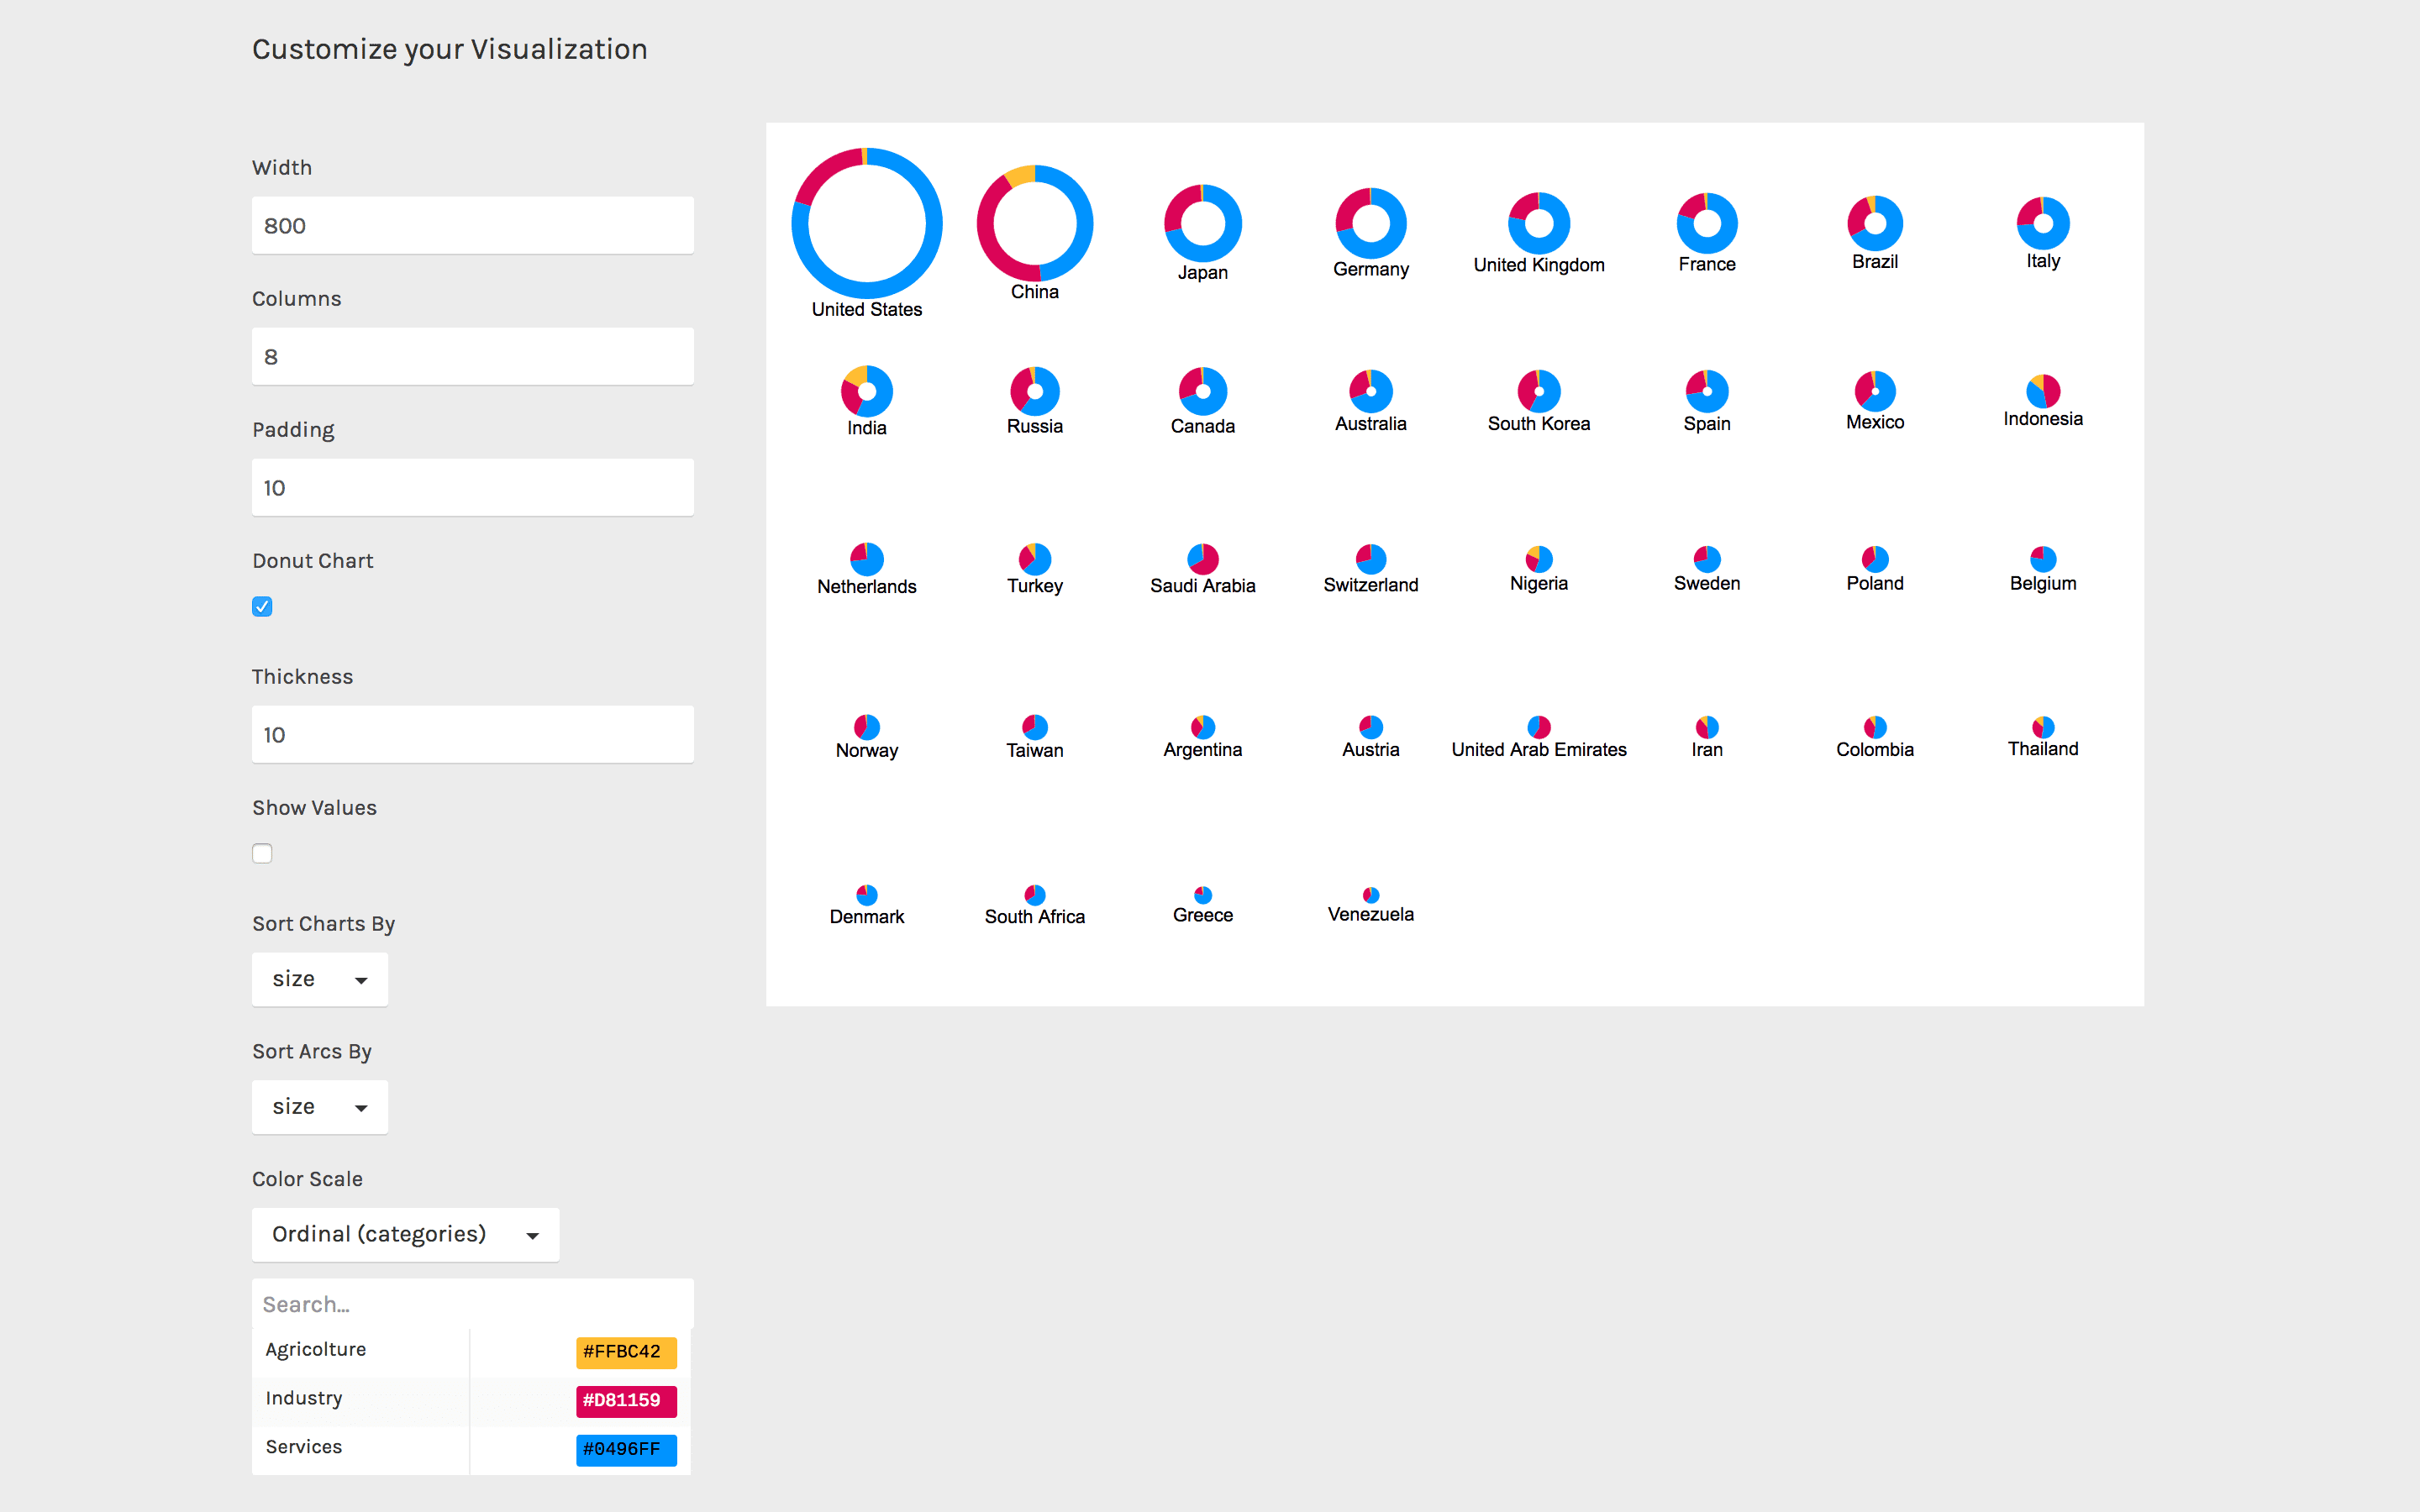 Customize your Visualization
Width
800
Columns
8
Padding
10
Donut Chart
Thickness
10
Show Values
Sort Charts By
size
Sort Arcs By
size
Color Scale
Ordinal (categories)
Search...
Agricolture #FFBC42
Industry #D81159
Services #0496FF
United States China Japan Germany United Kingdom France Brazil Italy
India Russia Canada Australia South Korea Spain Mexico Indonesia
Netherlands Turkey Saudi Arabia Switzerland Nigeria Sweden Poland Belgium
Norway Taiwan Argentina Austria United Arab Emirates Iran Colombia Thailand
Denmark South Africa Greece Venezuela